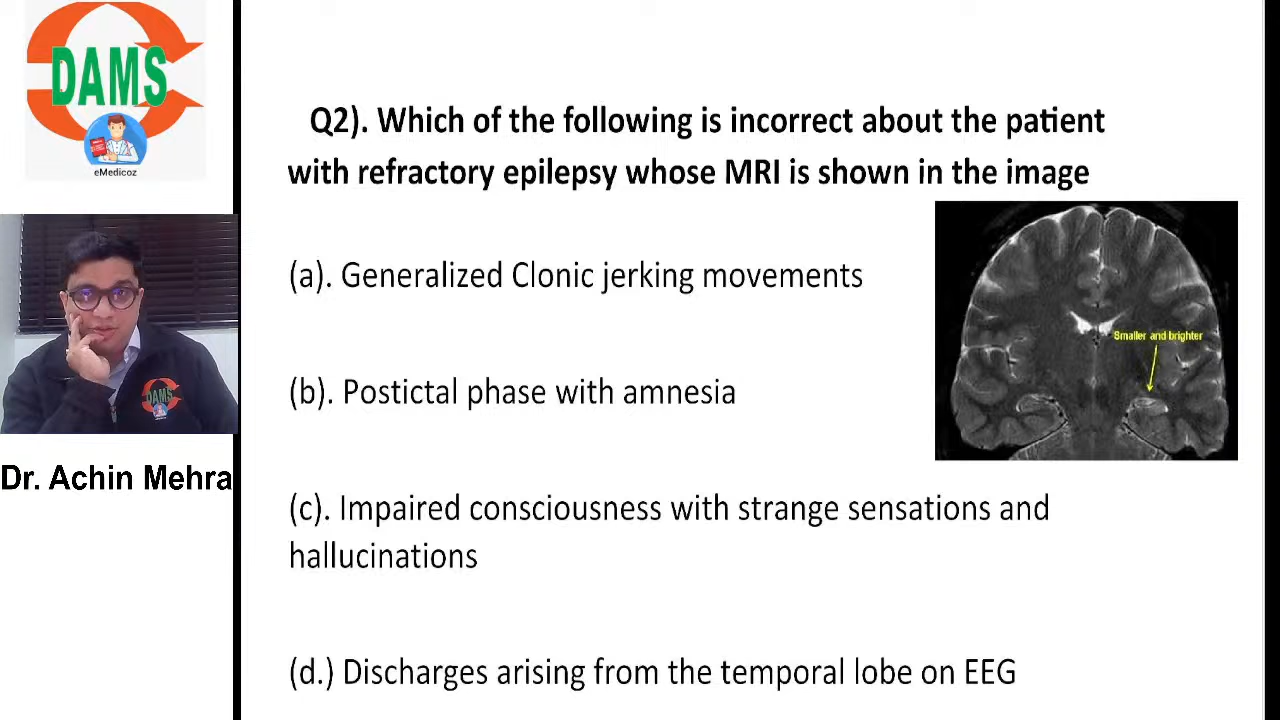 DAMS
eMedicoz
Dr. Achin Mehra
Q2). Which of the following is incorrect about the patient
with refractory epilepsy whose MRI is shown in the image
(a). Generalized Clonic jerking movements
Smaller and brighter
(b). Postictal phase with amnesia
(c). Impaired consciousness with strange sensations and
hallucinations
(d.) Discharges arising from the temporal lobe on EEG